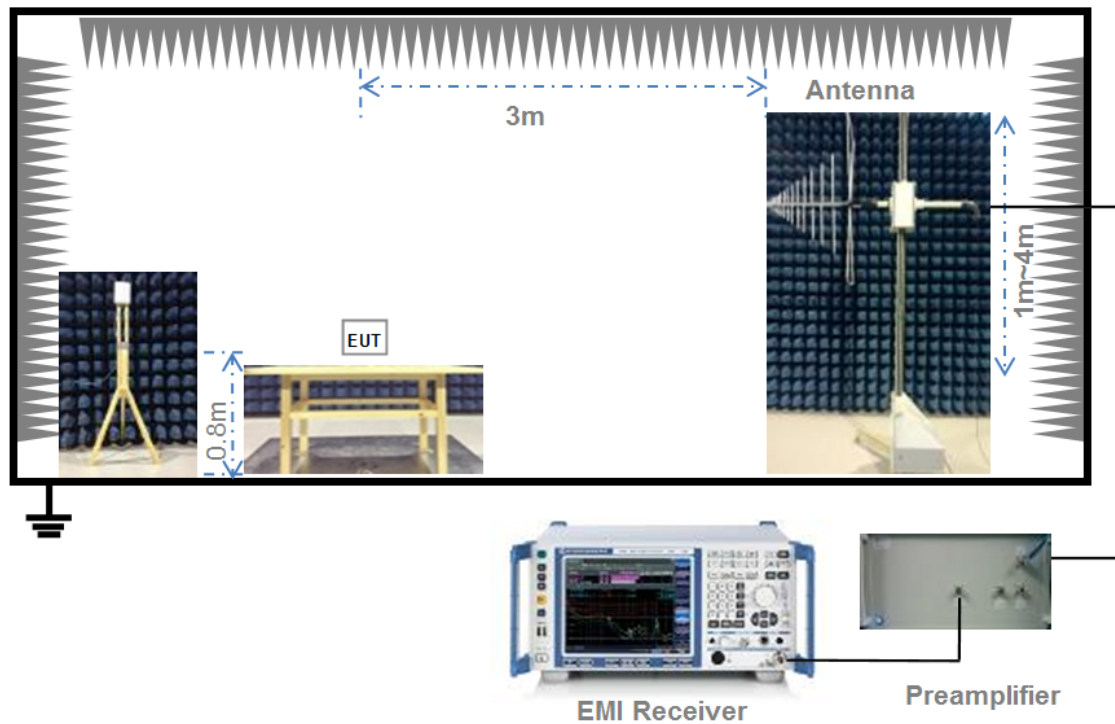 Antenna
3m
1m~4m
EUT
0.8m
EMI Receiver
Preamplifier